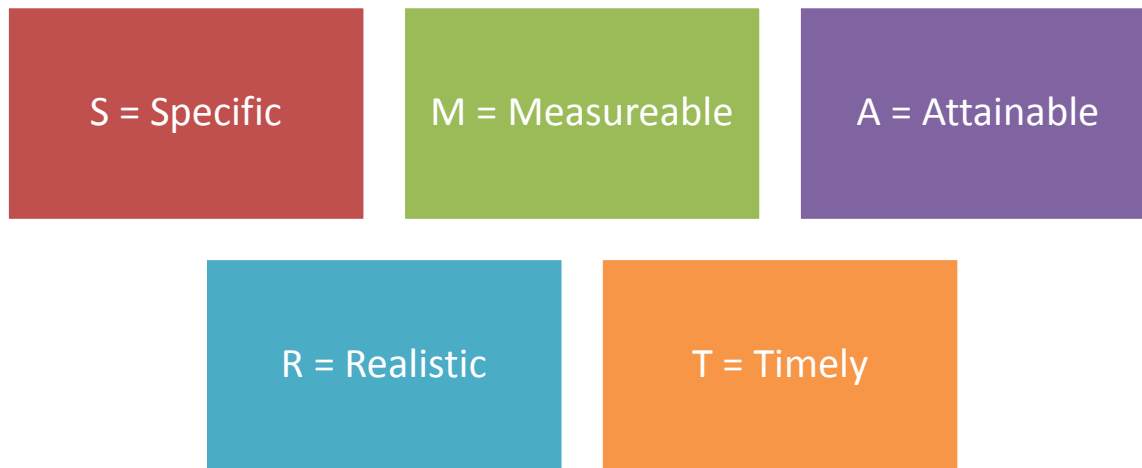 S = Specific
M = Measureable
A = Attainable
R = Realistic
T = Timely